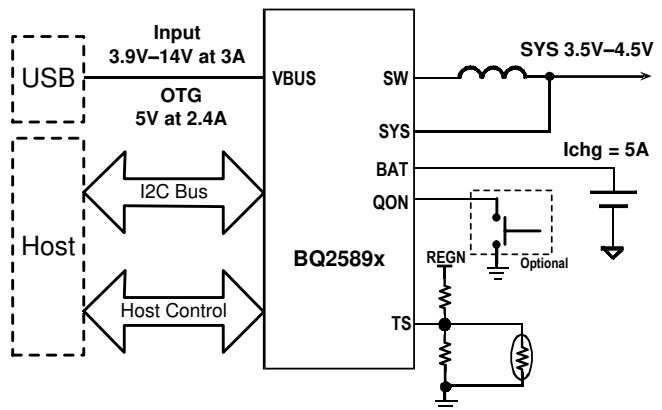 Input
3.9V–14V at 3A
USB
OTG
5V at 2.4A
VBUS
SW
SYS 3.5V–4.5V
SYS
Ichg = 5A
BAT
I2C Bus
QON
Host
BQ2589x
REGN
Optional
Host Control
TS